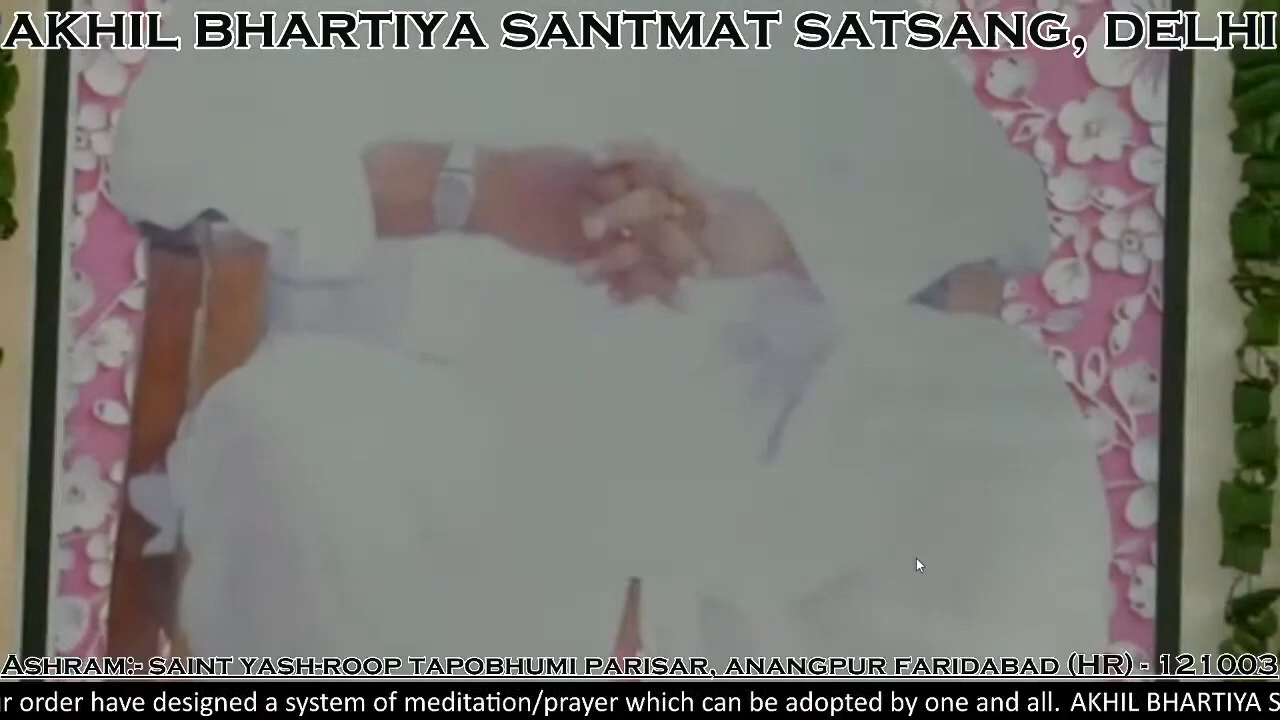 AKHIL BHARTIYA SANTMAT SATSANG, DELHI
ASHRAM:- SAINT YASH-ROOP TAPOBHUMI PARISAR, ANANGPUR FARIDABAD (HR) - 121003
r order have designed a system of meditation/prayer which can be adopted by one and all. AKHIL BHARTIYA S